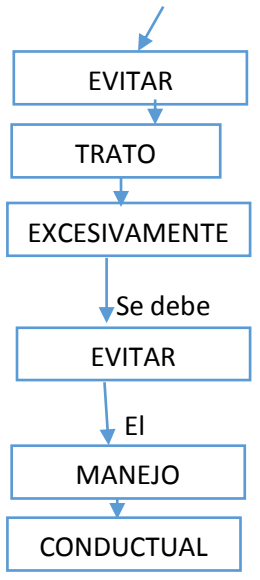 EVITAR
TRATO
EXCESIVAMENTE
Se debe
EVITAR
El
MANEJO
CONDUCTUAL